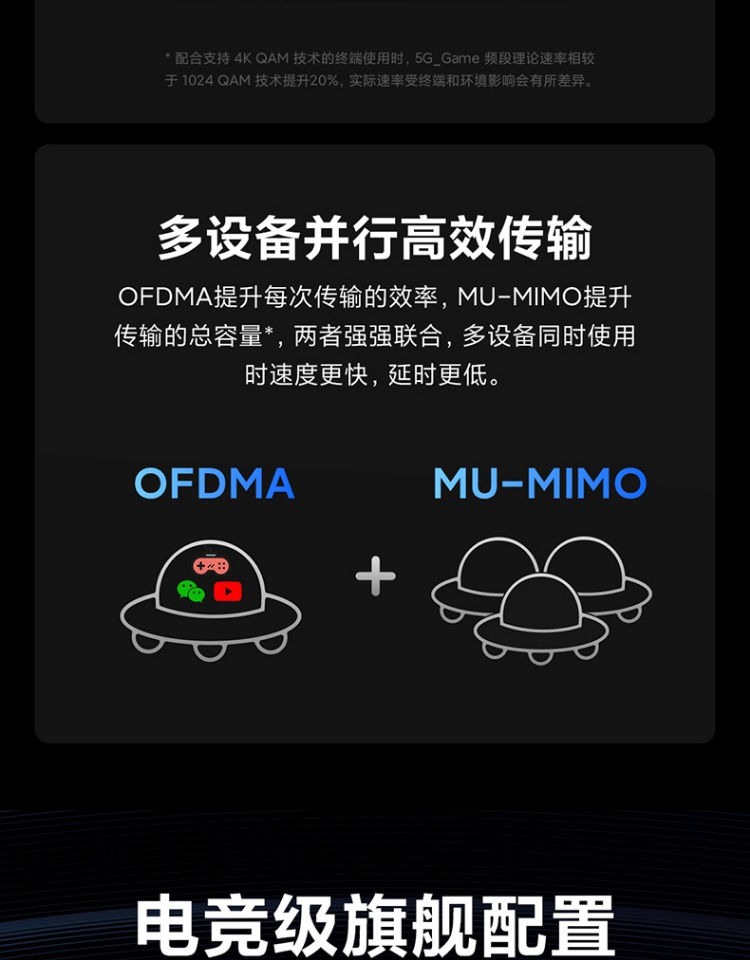 * 配合支持 4K QAM 技术的终端使用时, 5G_Game 频段理论速率相较
于 1024 QAM 技术提升20%, 实际速率受终端和环境影响会有所差异。
多设备并行高效传输
OFDMA提升每次传输的效率, MU-MIMO提升
传输的总容量*, 两者强强联合, 多设备同时使用
时速度更快, 延时更低。
OFDMA
MU-MIMO
电竞级旗舰配置